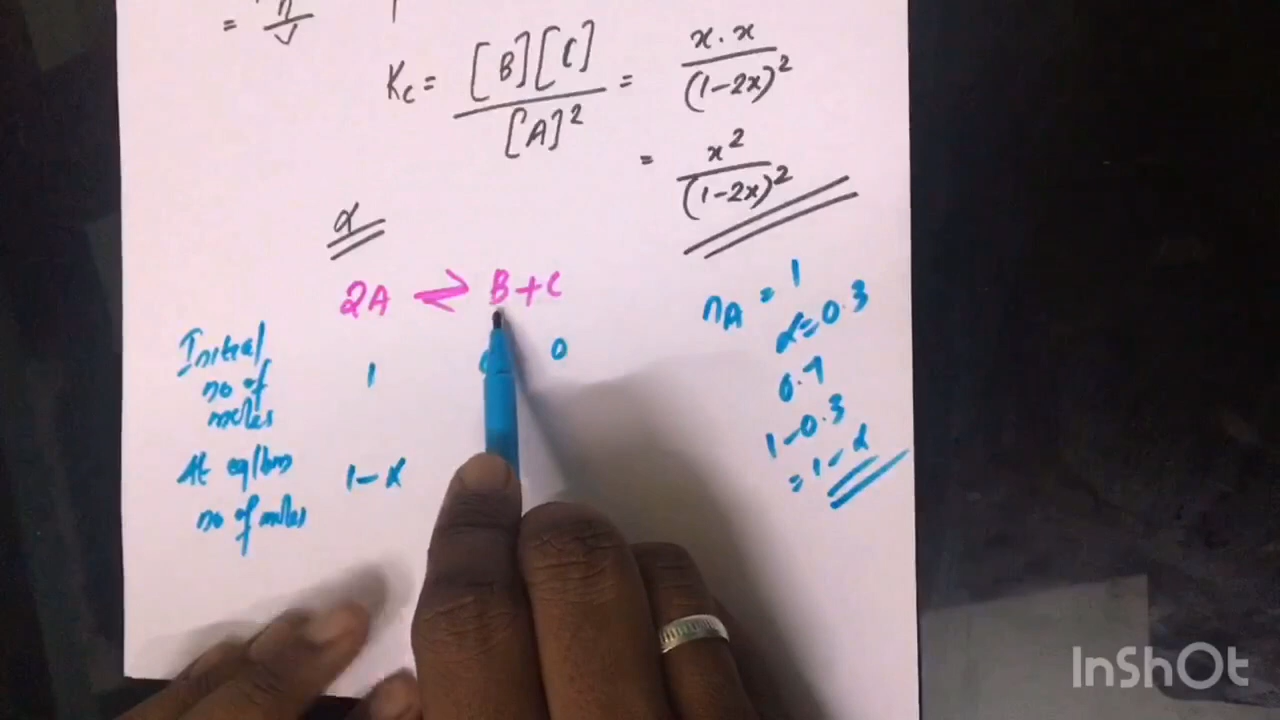 = n/V
Kc = [B][C]/[A]² = x.x/(1-2x)²
= x²/(1-2x)²
α
2A ⇌ B+C
Initial no of moles 1 0
At eqlbm no of moles 1-α
nA = 1
α=0.3
0.7
1-0.3
= 1-α
InShOt